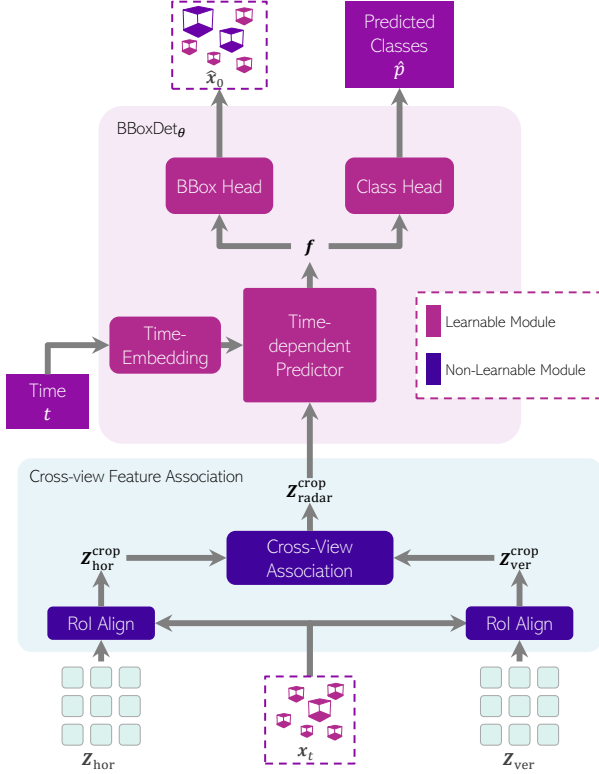 x̂₀
Predicted
Classes
p̂
BBoxDetθ
BBox Head
Class Head
f
Learnable Module
Non-Learnable Module
Time-
Embedding
Time-
dependent
Predictor
Time
t
Cross-view Feature Association
Z_radar^crop
Z_hor^crop
Cross-View
Association
Z_ver^crop
RoI Align
RoI Align
Z_hor
x_t
Z_ver